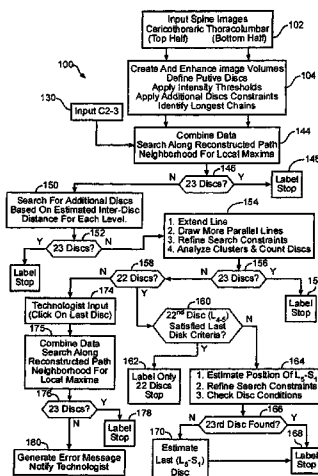 Input Spine Images
Caricothoratic Thoracolumbar
(Top Half) (Bottom Half)
102
100
Create And Enhance image Volumes
Define Putive Discs
Apply Intensity Thresholds
Apply Additional Discs Constraints
Identify Longest Chains
104
130
Input C2-3
Combine Data
Search Along Reconstructed Path
Neighborhood For Local Maxima
144
146
23 Discs?
Y
N
Label
Stop
148
150
Search For Additional Discs
Based On Estimated Inter-Disc
Distance For Each Level.
152
23 Discs?
Y
N
Label
Stop
154
1. Extend Line
2. Draw More Parallel Lines
3. Refine Search Constraints
4. Analyze Clusters & Count Discs
156
23 Discs?
Y
N
Label
Stop
15
158
22 Discs?
N
Y
174
Technologist Input
(Click On Last Disc)
160
22nd Disc (L4-5)
Satisfied Last
Disk Criteria?
Y
N
162
Label Only
22 Discs
Stop
164
1. Estimate Position Of L5-S1
2. Refine Search Constraints
3. Check Disc Conditions
175
Combine Data
Search Along
Reconstructed Path
Neighborhood For
Local Maxima
176
23 Discs?
Y
N
178
Label
Stop
166
23rd Disc Found?
N
Y
168
Label
Stop
170
Estimate
Last (L5-S1)
Disc
180
Generate Error Message
Notify Technologist